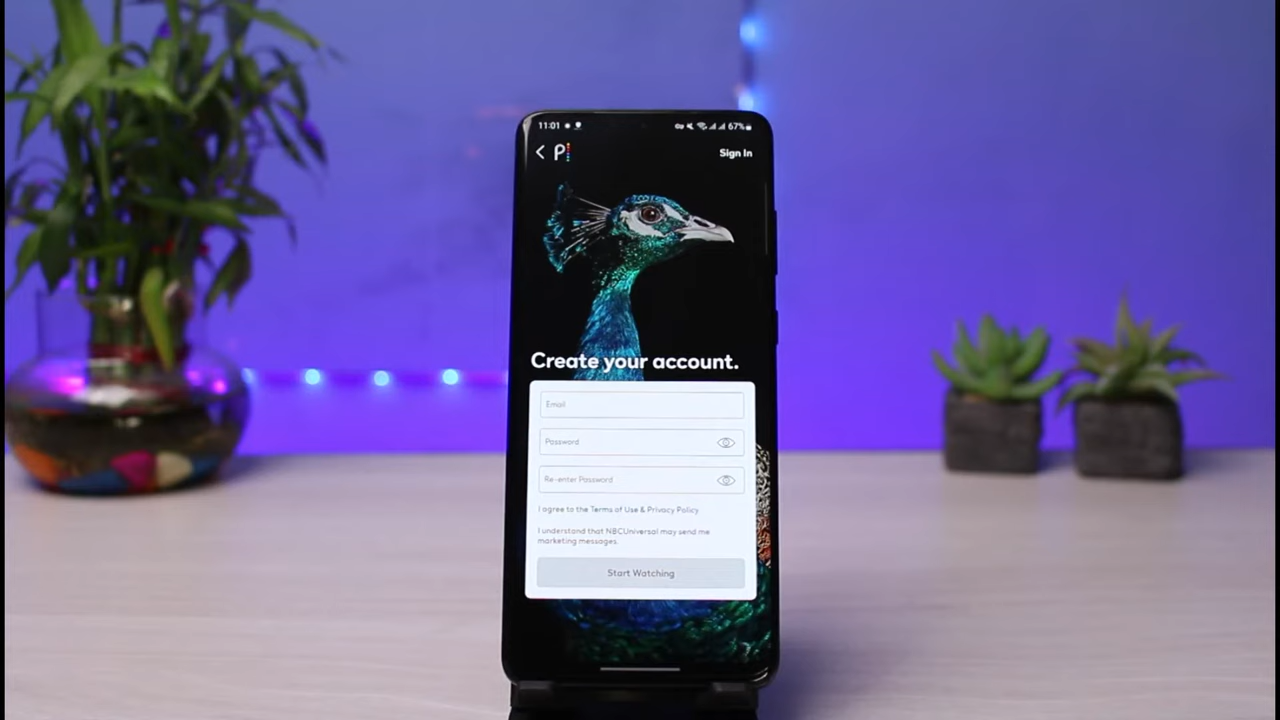 11:01 67%
P
Sign In
Create your account.
Email
Password
Re-enter Password
I agree to the Terms of Use & Privacy Policy
I understand that NBCUniversal may send me
marketing messages.
Start Watching